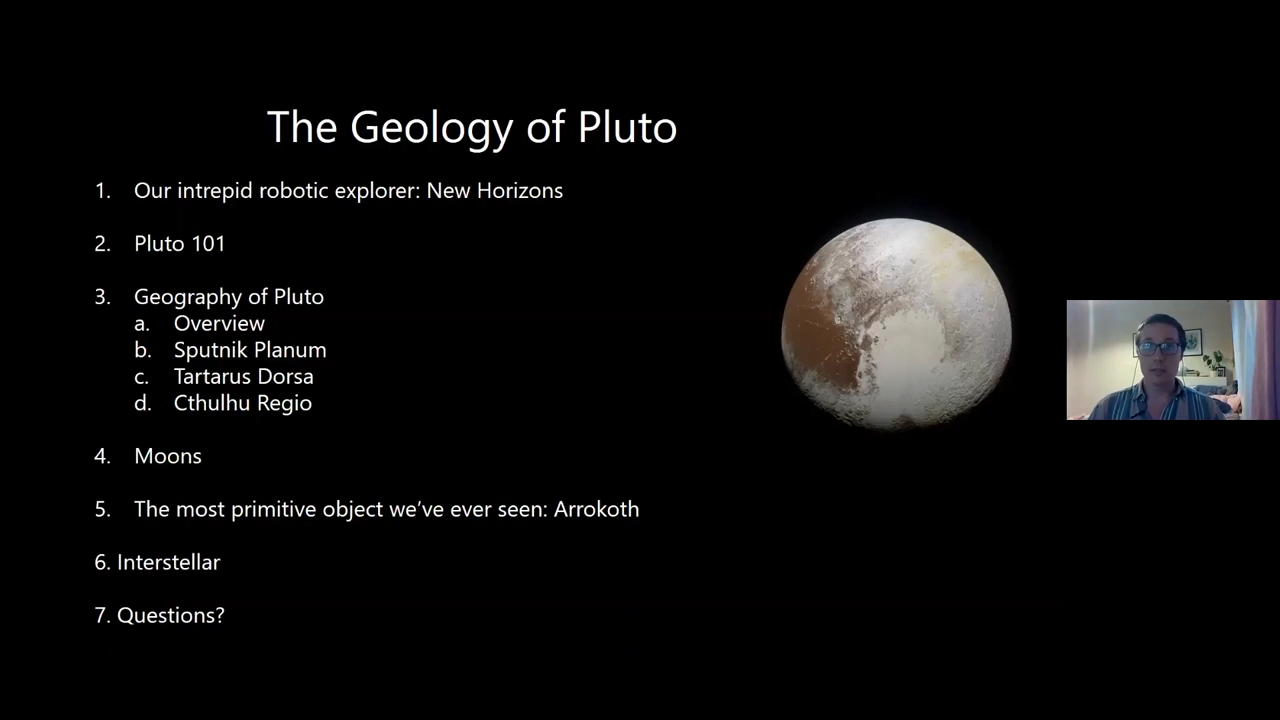 The Geology of Pluto
1. Our intrepid robotic explorer: New Horizons
2. Pluto 101
3. Geography of Pluto
a. Overview
b. Sputnik Planum
c. Tartarus Dorsa
d. Cthulhu Regio
4. Moons
5. The most primitive object we’ve ever seen: Arrokoth
6. Interstellar
7. Questions?